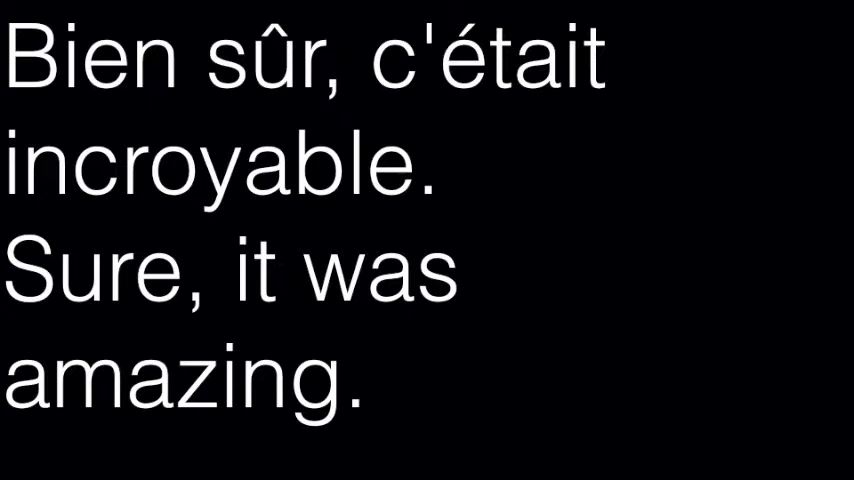 Bien sûr, c'était
incroyable.
Sure, it was
amazing.